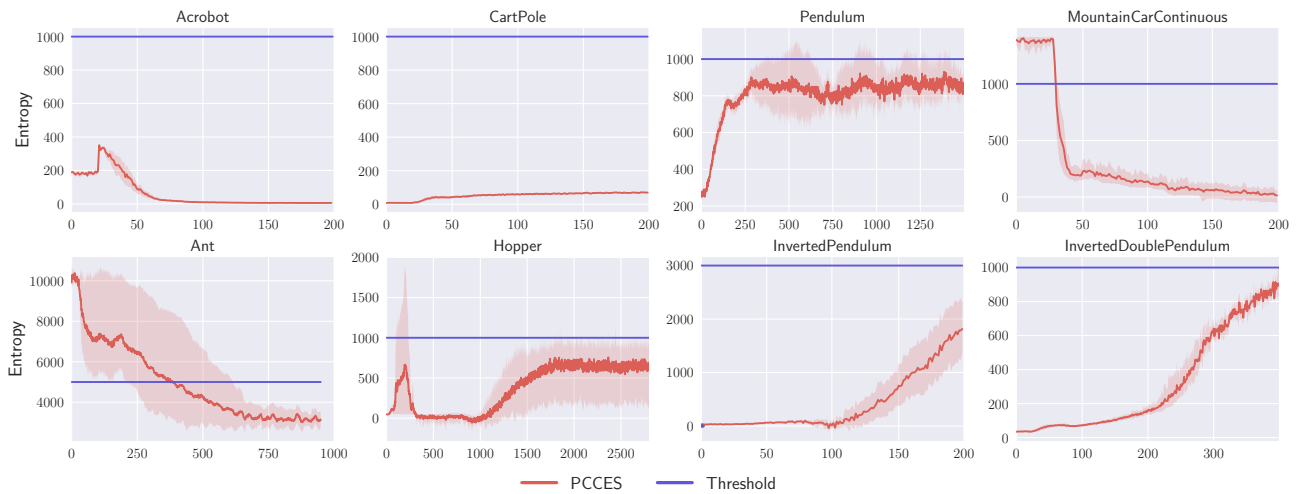 Acrobot
CartPole
Pendulum
MountainCarContinuous
Entropy
1000
800
600
400
200
0
0 50 100 150 200
1000
800
600
400
200
0
0 50 100 150 200
1000
800
600
400
200
0 250 500 750 1000 1250
1000
500
0
0 50 100 150 200
Ant
Hopper
InvertedPendulum
InvertedDoublePendulum
Entropy
10000
8000
6000
4000
0 250 500 750 1000
2000
1500
1000
500
0
0 500 1000 1500 2000 2500
3000
2000
1000
0
0 50 100 150 200
1000
800
600
400
200
0
0 100 200 300
PCCES
Threshold